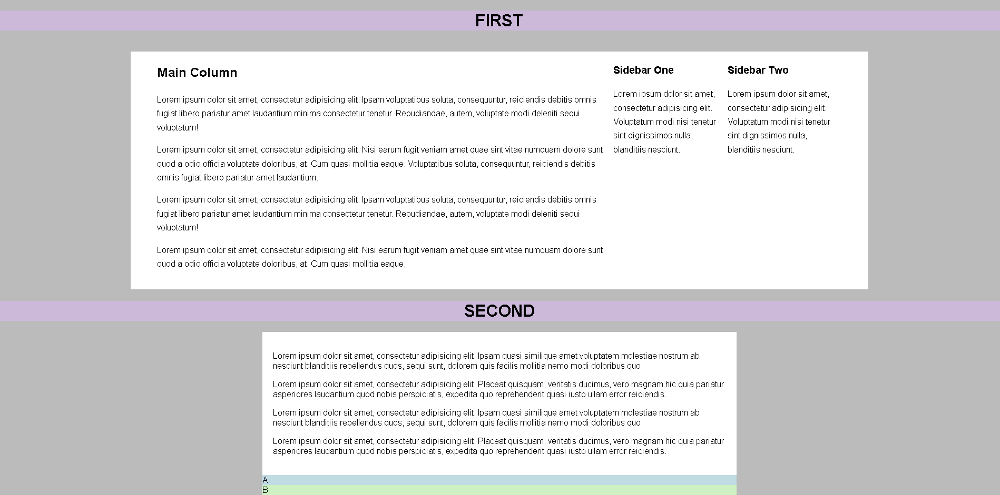 FIRST
Main Column
Lorem ipsum dolor sit amet, consectetur adipisicing elit. Ipsam voluptatibus soluta, consequuntur, reiciendis debitis omnis
fugiat libero pariatur amet laudantium minima consectetur tenetur. Repudiandae, autem, voluptate modi deleniti sequi
voluptatum!
Lorem ipsum dolor sit amet, consectetur adipisicing elit. Nisi earum fugit veniam amet quae sint vitae numquam dolore sunt
quod a odio officia voluptate doloribus, at. Cum quasi mollitia eaque. Voluptatibus soluta, consequuntur, reiciendis debitis
omnis fugiat libero pariatur amet laudantium.
Lorem ipsum dolor sit amet, consectetur adipisicing elit. Ipsam voluptatibus soluta, consequuntur, reiciendis debitis omnis
fugiat libero pariatur amet laudantium minima consectetur tenetur. Repudiandae, autem, voluptate modi deleniti sequi
voluptatum!
Lorem ipsum dolor sit amet, consectetur adipisicing elit. Nisi earum fugit veniam amet quae sint vitae numquam dolore sunt
quod a odio officia voluptate doloribus, at. Cum quasi mollitia eaque.
Sidebar One
Lorem ipsum dolor sit amet,
consectetur adipisicing elit.
Voluptatum modi nisi tenetur
sint dignissimos nulla,
blanditiis nesciunt.
Sidebar Two
Lorem ipsum dolor sit amet,
consectetur adipisicing elit.
Voluptatum modi nisi tenetur
sint dignissimos nulla,
blanditiis nesciunt.
SECOND
Lorem ipsum dolor sit amet, consectetur adipisicing elit. Ipsam quasi similique amet voluptatem molestiae nostrum ab
nesciunt blanditiis repellendus quos, sequi sunt, dolorem quis facilis mollitia nemo modi doloribus quo.
Lorem ipsum dolor sit amet, consectetur adipisicing elit. Placeat quisquam, veritatis ducimus, vero magnam hic quia pariatur
asperiores laudantium quod nobis perspiciatis, expedita quo reprehenderit quasi iusto ullam error reiciendis.
Lorem ipsum dolor sit amet, consectetur adipisicing elit. Ipsam quasi similique amet voluptatem molestiae nostrum ab
nesciunt blanditiis repellendus quos, sequi sunt, dolorem quis facilis mollitia nemo modi doloribus quo.
Lorem ipsum dolor sit amet, consectetur adipisicing elit. Placeat quisquam, veritatis ducimus, vero magnam hic quia pariatur
asperiores laudantium quod nobis perspiciatis, expedita quo reprehenderit quasi iusto ullam error reiciendis.
A
B